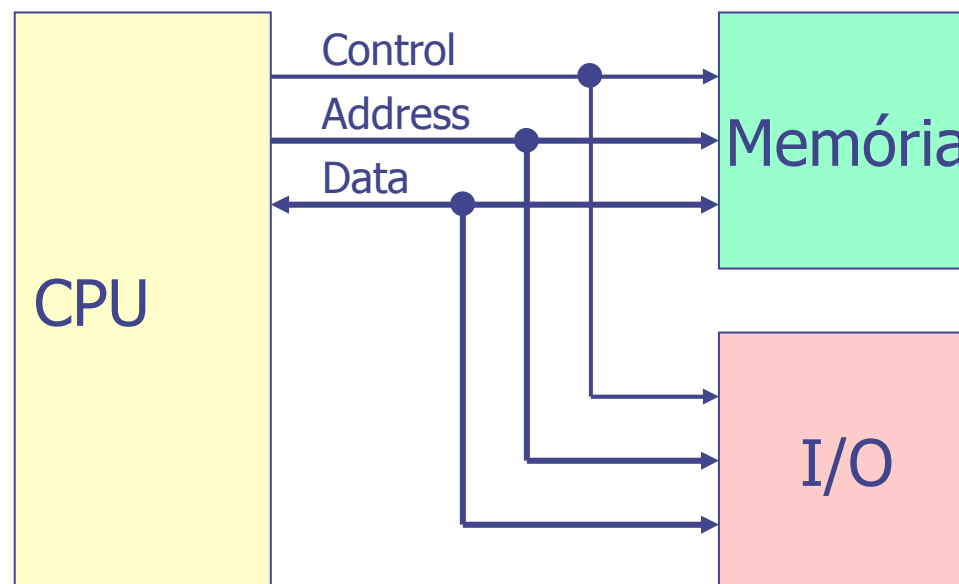 Control
Address
Data
Memória
CPU
I/O